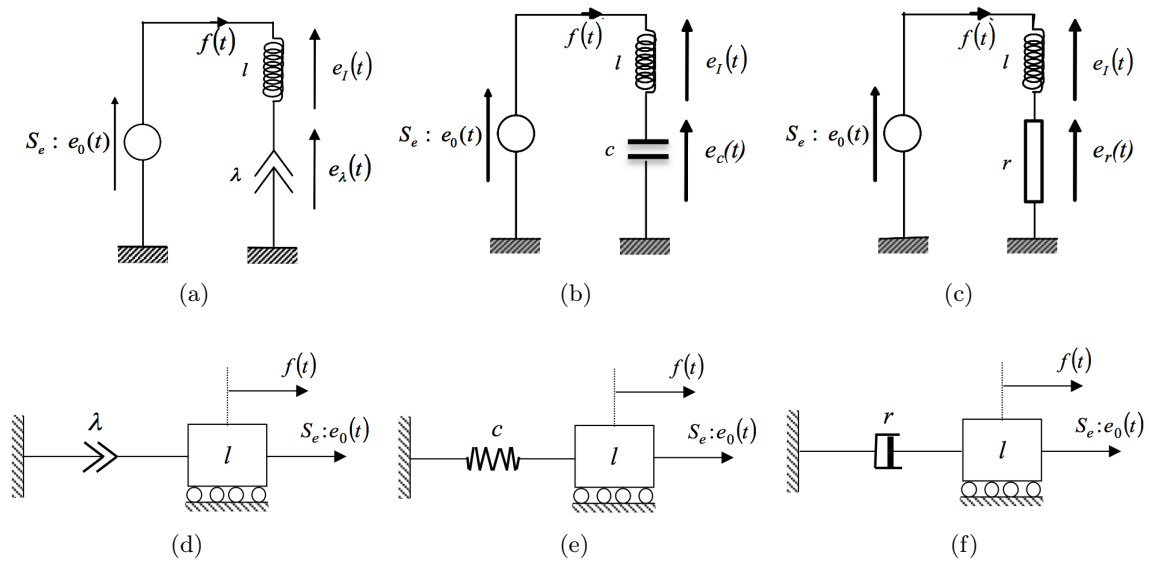 f(t)
l
e_I(t)
S_e : e_0(t)
λ
e_λ(t)
(a)
f(t)
l
e_I(t)
S_e : e_0(t)
c
e_c(t)
(b)
f(t)
l
e_I(t)
S_e : e_0(t)
r
e_r(t)
(c)
f(t)
λ
S_e:e_0(t)
l
(d)
f(t)
c
S_e:e_0(t)
l
(e)
f(t)
r
S_e:e_0(t)
l
(f)